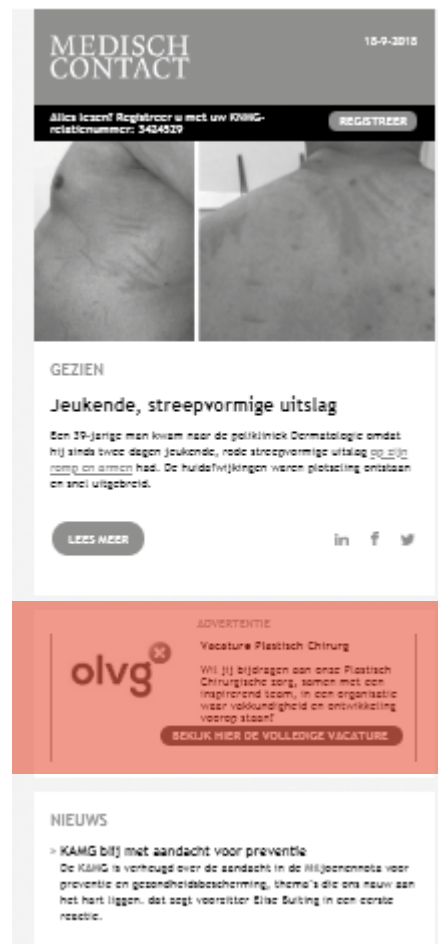 MEDISCH
CONTACT
18-9-2018
Alles lezen? Registreer u met uw KNMG-
relatienummer: 3424529
REGISTREER
GEZIEN
Jeukende, streepvormige uitslag
Een 39-jarige man kwam naar de polikliniek Dermatologie omdat
hij sinds twee dagen jeukende, rode streepvormige uitslag op zijn
romp en armen had. De huidafwijkingen waren plotseling ontstaan
en snel uitgebreid.
LEES MEER
in f
ADVERTENTIE
olvg
Vacature Plastisch Chirurg
Wil jij bijdragen aan onze Plastisch
Chirurgische zorg, samen met een
inspirerend team, in een organisatie
waar vakkundigheid en ontwikkeling
voorop staan?
BEKIJK HIER DE VOLLEDIGE VACATURE
NIEUWS
> KAMG blij met aandacht voor preventie
De KAMG is verheugd over de aandacht in de Miljoenennota voor
preventie en gezondheidsbescherming, thema's die ons nauw aan
het hart liggen. dat zegt voorzitter Elise Buiting in een eerste
reactie.